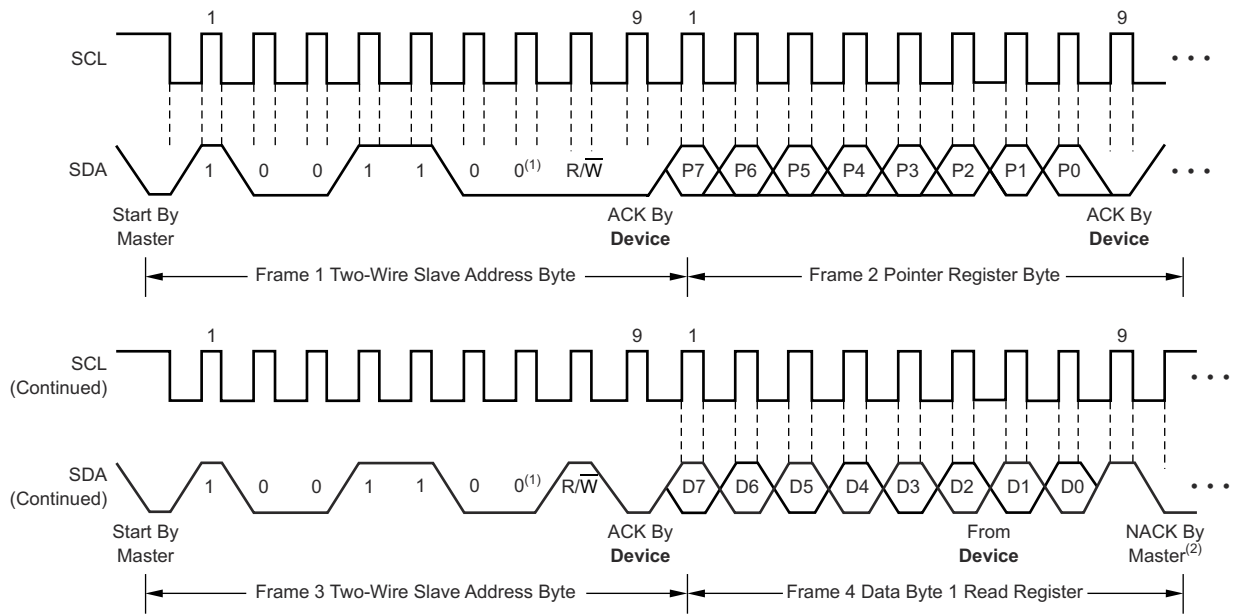 1 9 1 9
SCL
SDA 1 0 0 1 1 0 0(1) R/W̅ P7 P6 P5 P4 P3 P2 P1 P0
Start By
Master
ACK By
Device
ACK By
Device
Frame 1 Two-Wire Slave Address Byte
Frame 2 Pointer Register Byte
1 9 1 9
SCL
(Continued)
SDA
(Continued)
1 0 0 1 1 0 0(1) R/W̅ D7 D6 D5 D4 D3 D2 D1 D0
Start By
Master
ACK By
Device
From
Device
NACK By
Master(2)
Frame 3 Two-Wire Slave Address Byte
Frame 4 Data Byte 1 Read Register